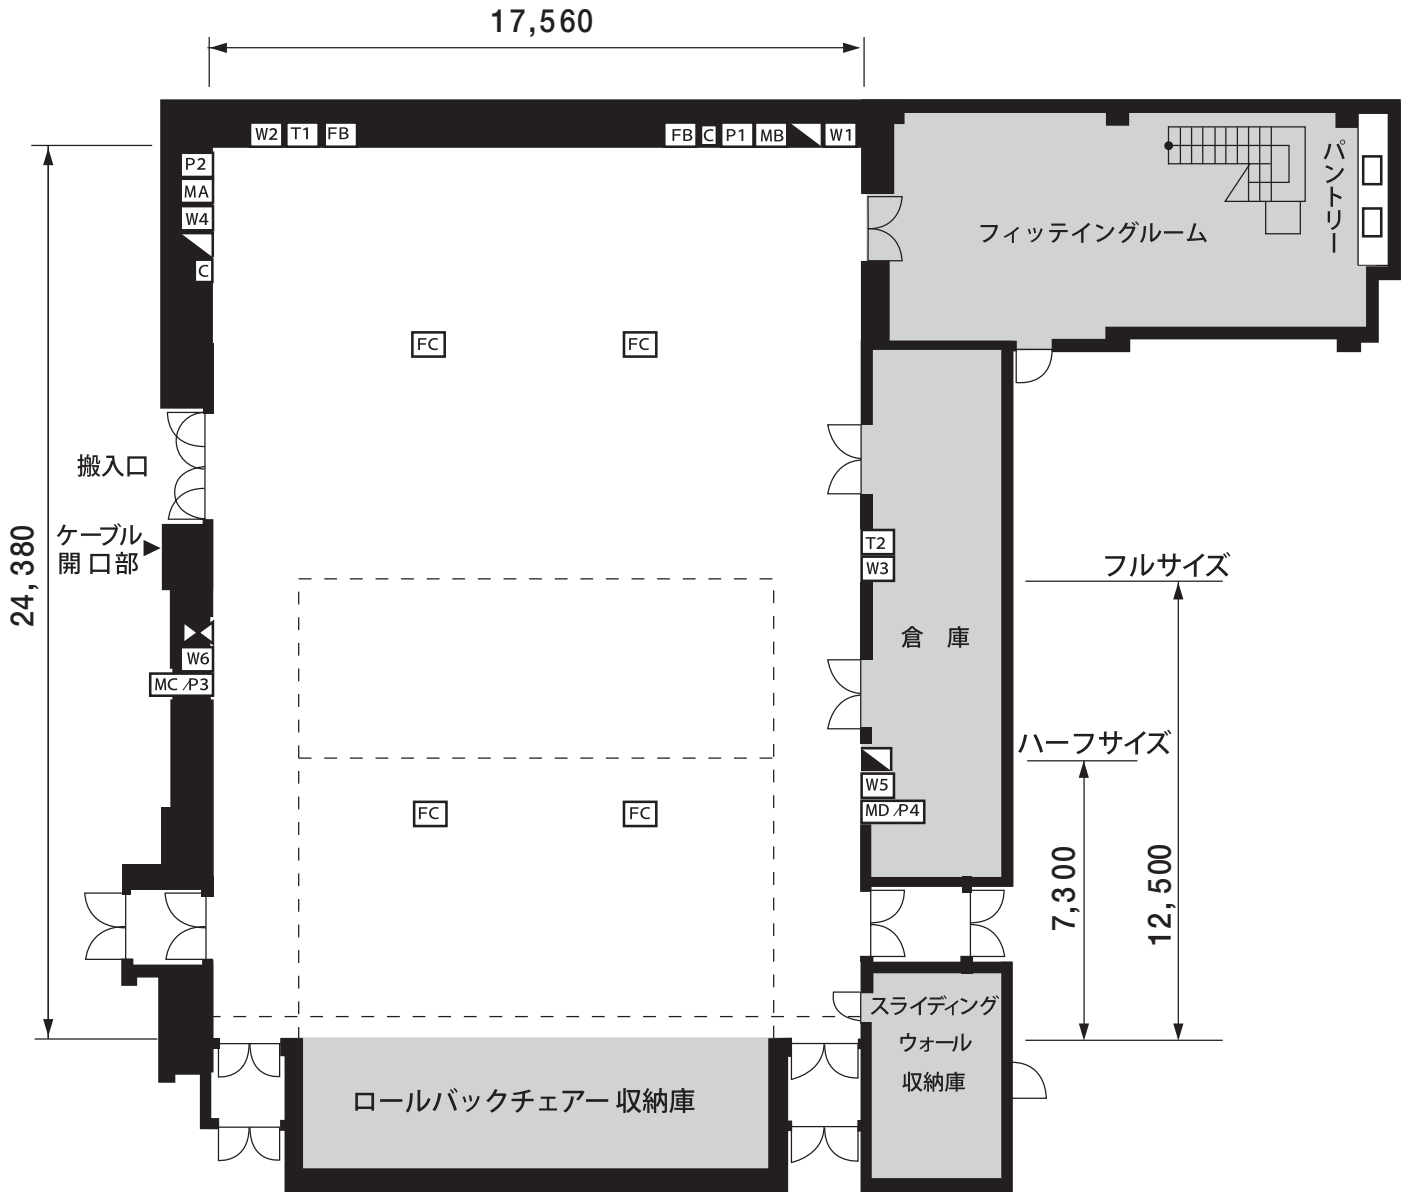 17,560
W2 T1 FB FB C P1 MB W1
P2
MA
W4
C
フィッテイングルーム
パントリー
FC FC
搬入口
ケーブル
開口部
24,380
T2
W3
フルサイズ
倉 庫
W6
MC/P3
ハーフサイズ
W5
MD/P4
FC FC
7,300
12,500
スライディング
ウォール
収納庫
ロールバックチェアー収納庫